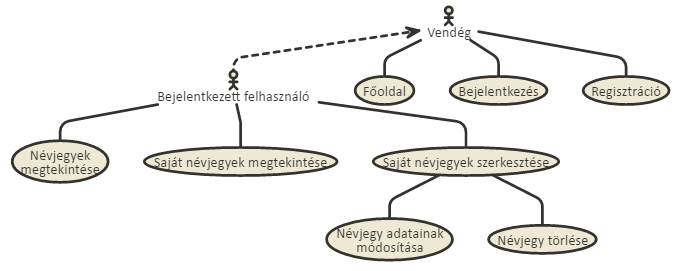 Vendég
Főoldal
Bejelentkezés
Regisztráció
Bejelentkezett felhasználó
Névjegyek
megtekintése
Saját névjegyek megtekintése
Saját névjegyek szerkesztése
Névjegy adatainak
módosítása
Névjegy törlése